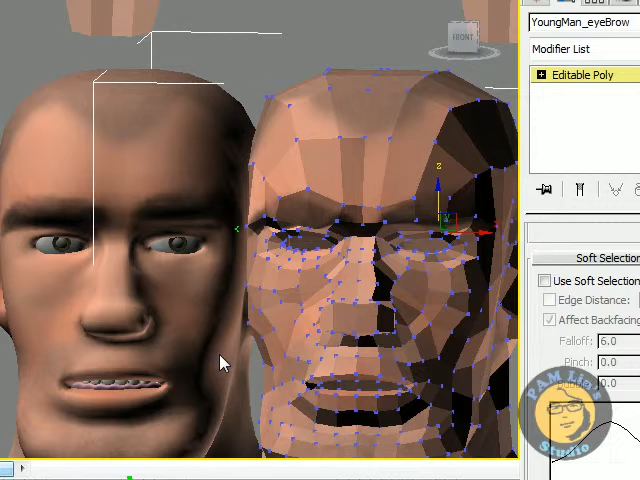 FRONT
YoungMan_eyeBrow
Modifier List
Editable Poly
z
Soft Selection
Use Soft Selection
Edge Distance:
Affect Backfacing
Falloff: 6.0
Pinch: 0.0
0.0
PAM Lia's
Studio